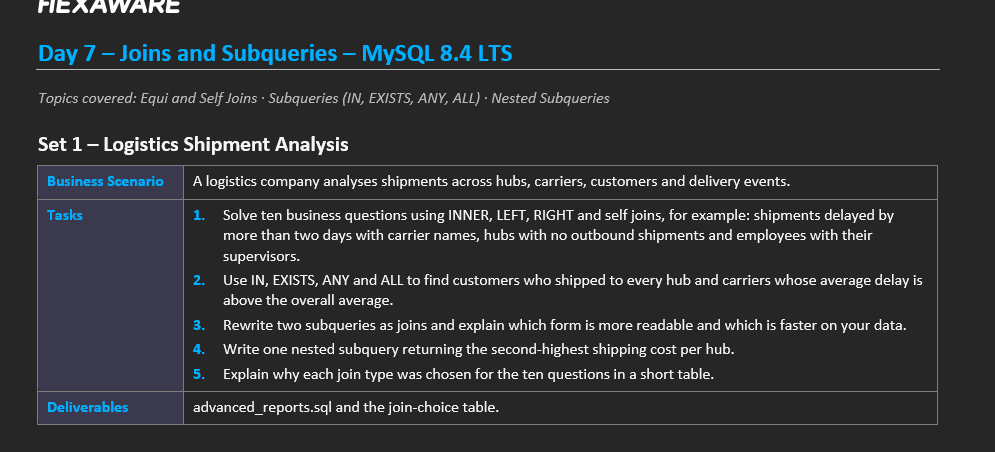 HEXAWARE
Day 7 – Joins and Subqueries – MySQL 8.4 LTS
Topics covered: Equi and Self Joins · Subqueries (IN, EXISTS, ANY, ALL) · Nested Subqueries
Set 1 – Logistics Shipment Analysis
Business Scenario A logistics company analyses shipments across hubs, carriers, customers and delivery events.
Tasks 1. Solve ten business questions using INNER, LEFT, RIGHT and self joins, for example: shipments delayed by
more than two days with carrier names, hubs with no outbound shipments and employees with their
supervisors.
2. Use IN, EXISTS, ANY and ALL to find customers who shipped to every hub and carriers whose average delay is
above the overall average.
3. Rewrite two subqueries as joins and explain which form is more readable and which is faster on your data.
4. Write one nested subquery returning the second-highest shipping cost per hub.
5. Explain why each join type was chosen for the ten questions in a short table.
Deliverables advanced_reports.sql and the join-choice table.